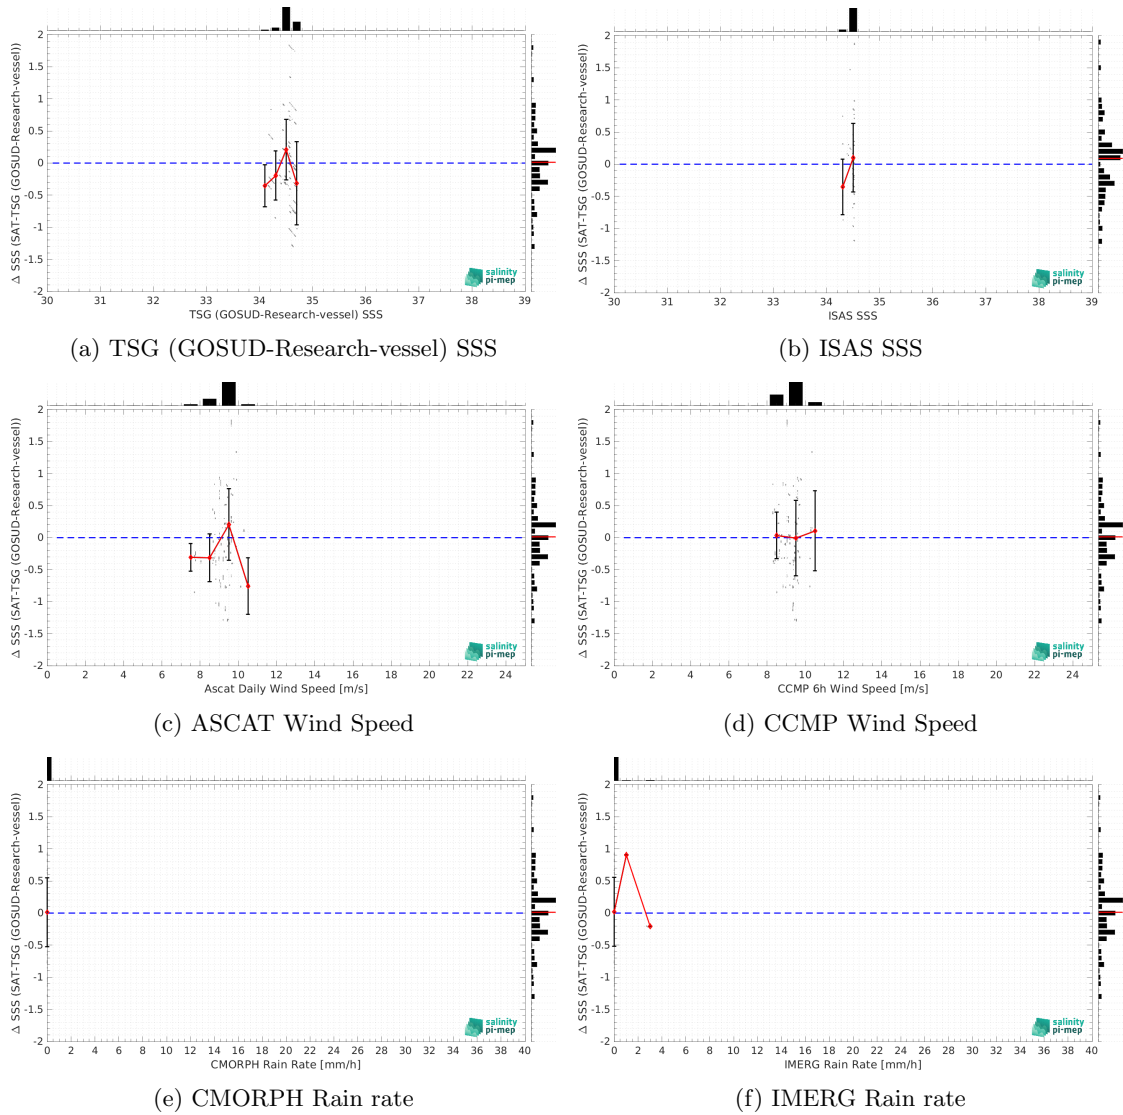 Δ SSS (SAT-TSG (GOSUD-Research-vessel))
2
1.5
1
0.5
0
-0.5
-1
-1.5
-2
30 31 32 33 34 35 36 37 38 39
TSG (GOSUD-Research-vessel) SSS
salinity
pi-mep
(a) TSG (GOSUD-Research-vessel) SSS
Δ SSS (SAT-TSG (GOSUD-Research-vessel))
2
1.5
1
0.5
0
-0.5
-1
-1.5
-2
30 31 32 33 34 35 36 37 38 39
ISAS SSS
salinity
pi-mep
(b) ISAS SSS
Δ SSS (SAT-TSG (GOSUD-Research-vessel))
2
1.5
1
0.5
0
-0.5
-1
-1.5
-2
0 2 4 6 8 10 12 14 16 18 20 22 24
Ascat Daily Wind Speed [m/s]
salinity
pi-mep
(c) ASCAT Wind Speed
Δ SSS (SAT-TSG (GOSUD-Research-vessel))
2
1.5
1
0.5
0
-0.5
-1
-1.5
-2
0 2 4 6 8 10 12 14 16 18 20 22 24
CCMP 6h Wind Speed [m/s]
salinity
pi-mep
(d) CCMP Wind Speed
Δ SSS (SAT-TSG (GOSUD-Research-vessel))
2
1.5
1
0.5
0
-0.5
-1
-1.5
-2
0 2 4 6 8 10 12 14 16 18 20 22 24 26 28 30 32 34 36 38 40
CMORPH Rain Rate [mm/h]
salinity
pi-mep
(e) CMORPH Rain rate
Δ SSS (SAT-TSG (GOSUD-Research-vessel))
2
1.5
1
0.5
0
-0.5
-1
-1.5
-2
0 2 4 6 8 10 12 14 16 18 20 22 24 26 28 30 32 34 36 38 40
IMERG Rain Rate [mm/h]
salinity
pi-mep
(f) IMERG Rain rate